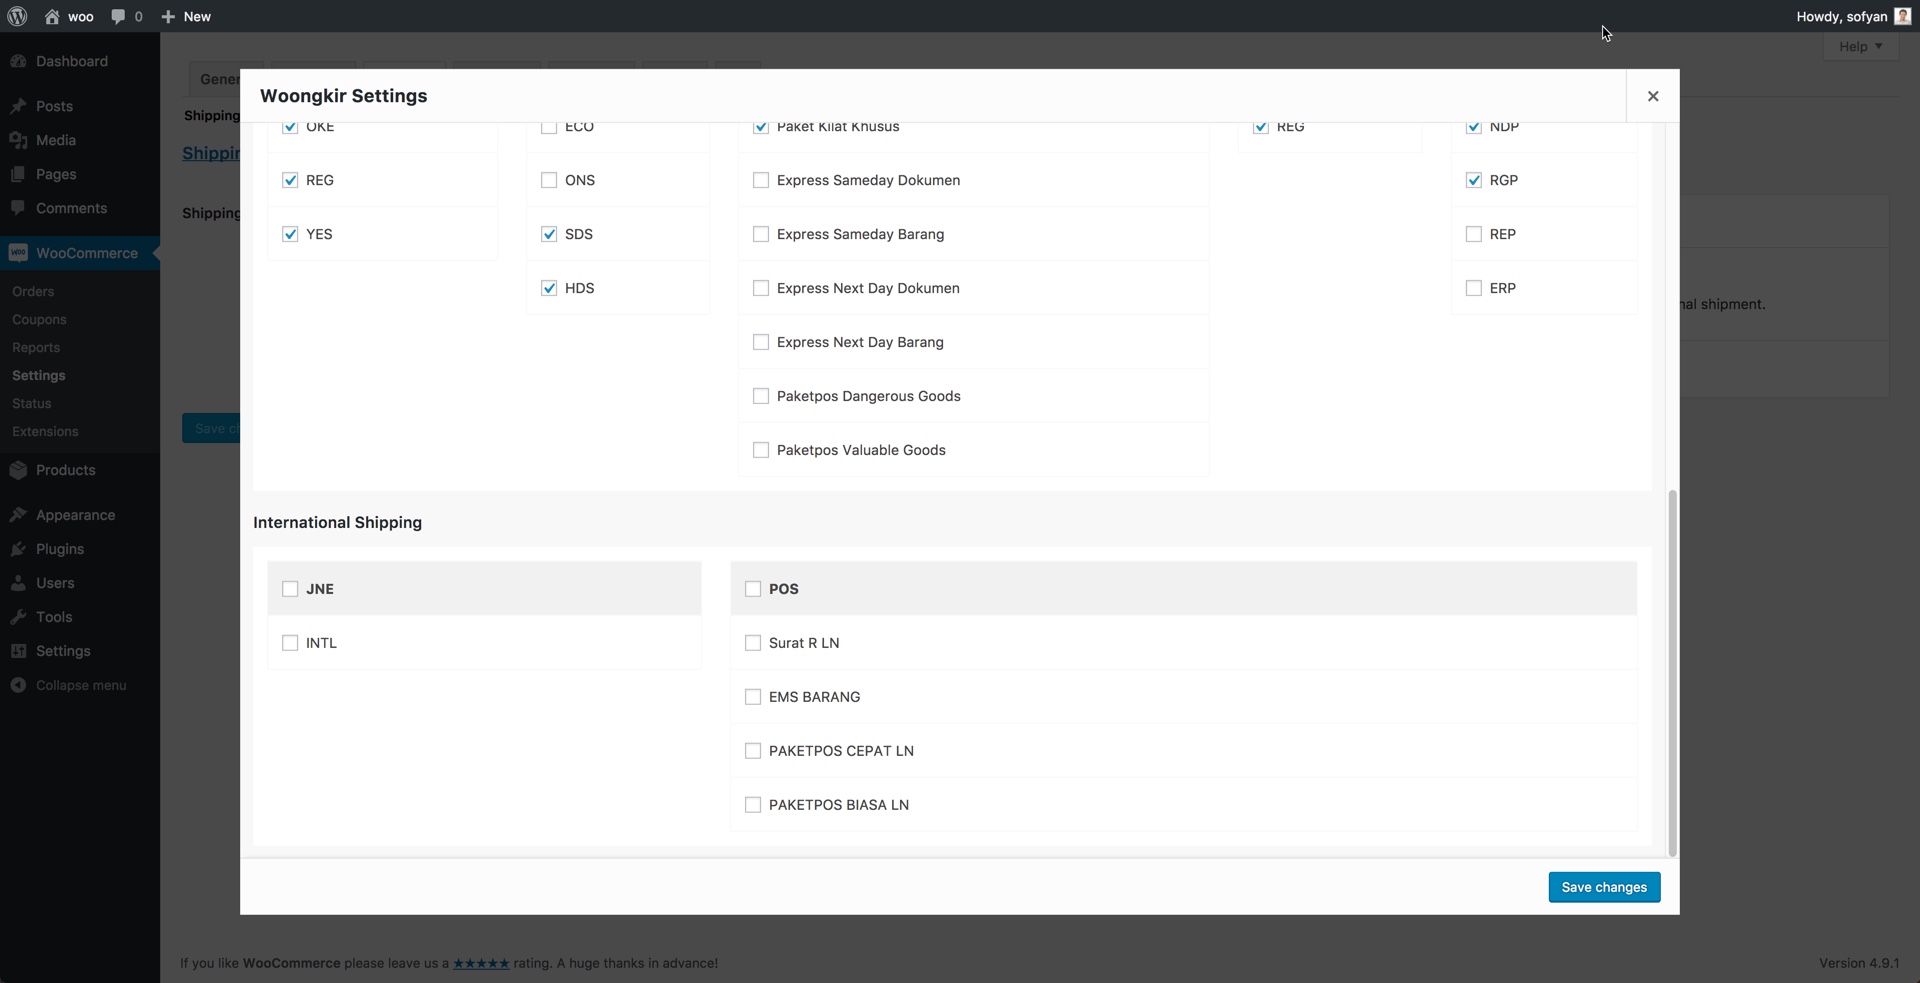 woo
0
New
Howdy, sofyan
Help
Dashboard
Posts
Media
Pages
Comments
WooCommerce
Orders
Coupons
Reports
Settings
Status
Extensions
Products
Appearance
Plugins
Users
Tools
Settings
Collapse menu
Gener
Shipping
Shippin
Shipping
Save ch
nal shipment.
Woongkir Settings
×
OKE
REG
YES
ECO
ONS
SDS
HDS
Paket Kilat Khusus
Express Sameday Dokumen
Express Sameday Barang
Express Next Day Dokumen
Express Next Day Barang
Paketpos Dangerous Goods
Paketpos Valuable Goods
REG
NDP
RGP
REP
ERP
International Shipping
JNE
INTL
POS
Surat R LN
EMS BARANG
PAKETPOS CEPAT LN
PAKETPOS BIASA LN
Save changes
If you like WooCommerce please leave us a ★★★★★ rating. A huge thanks in advance!
Version 4.9.1